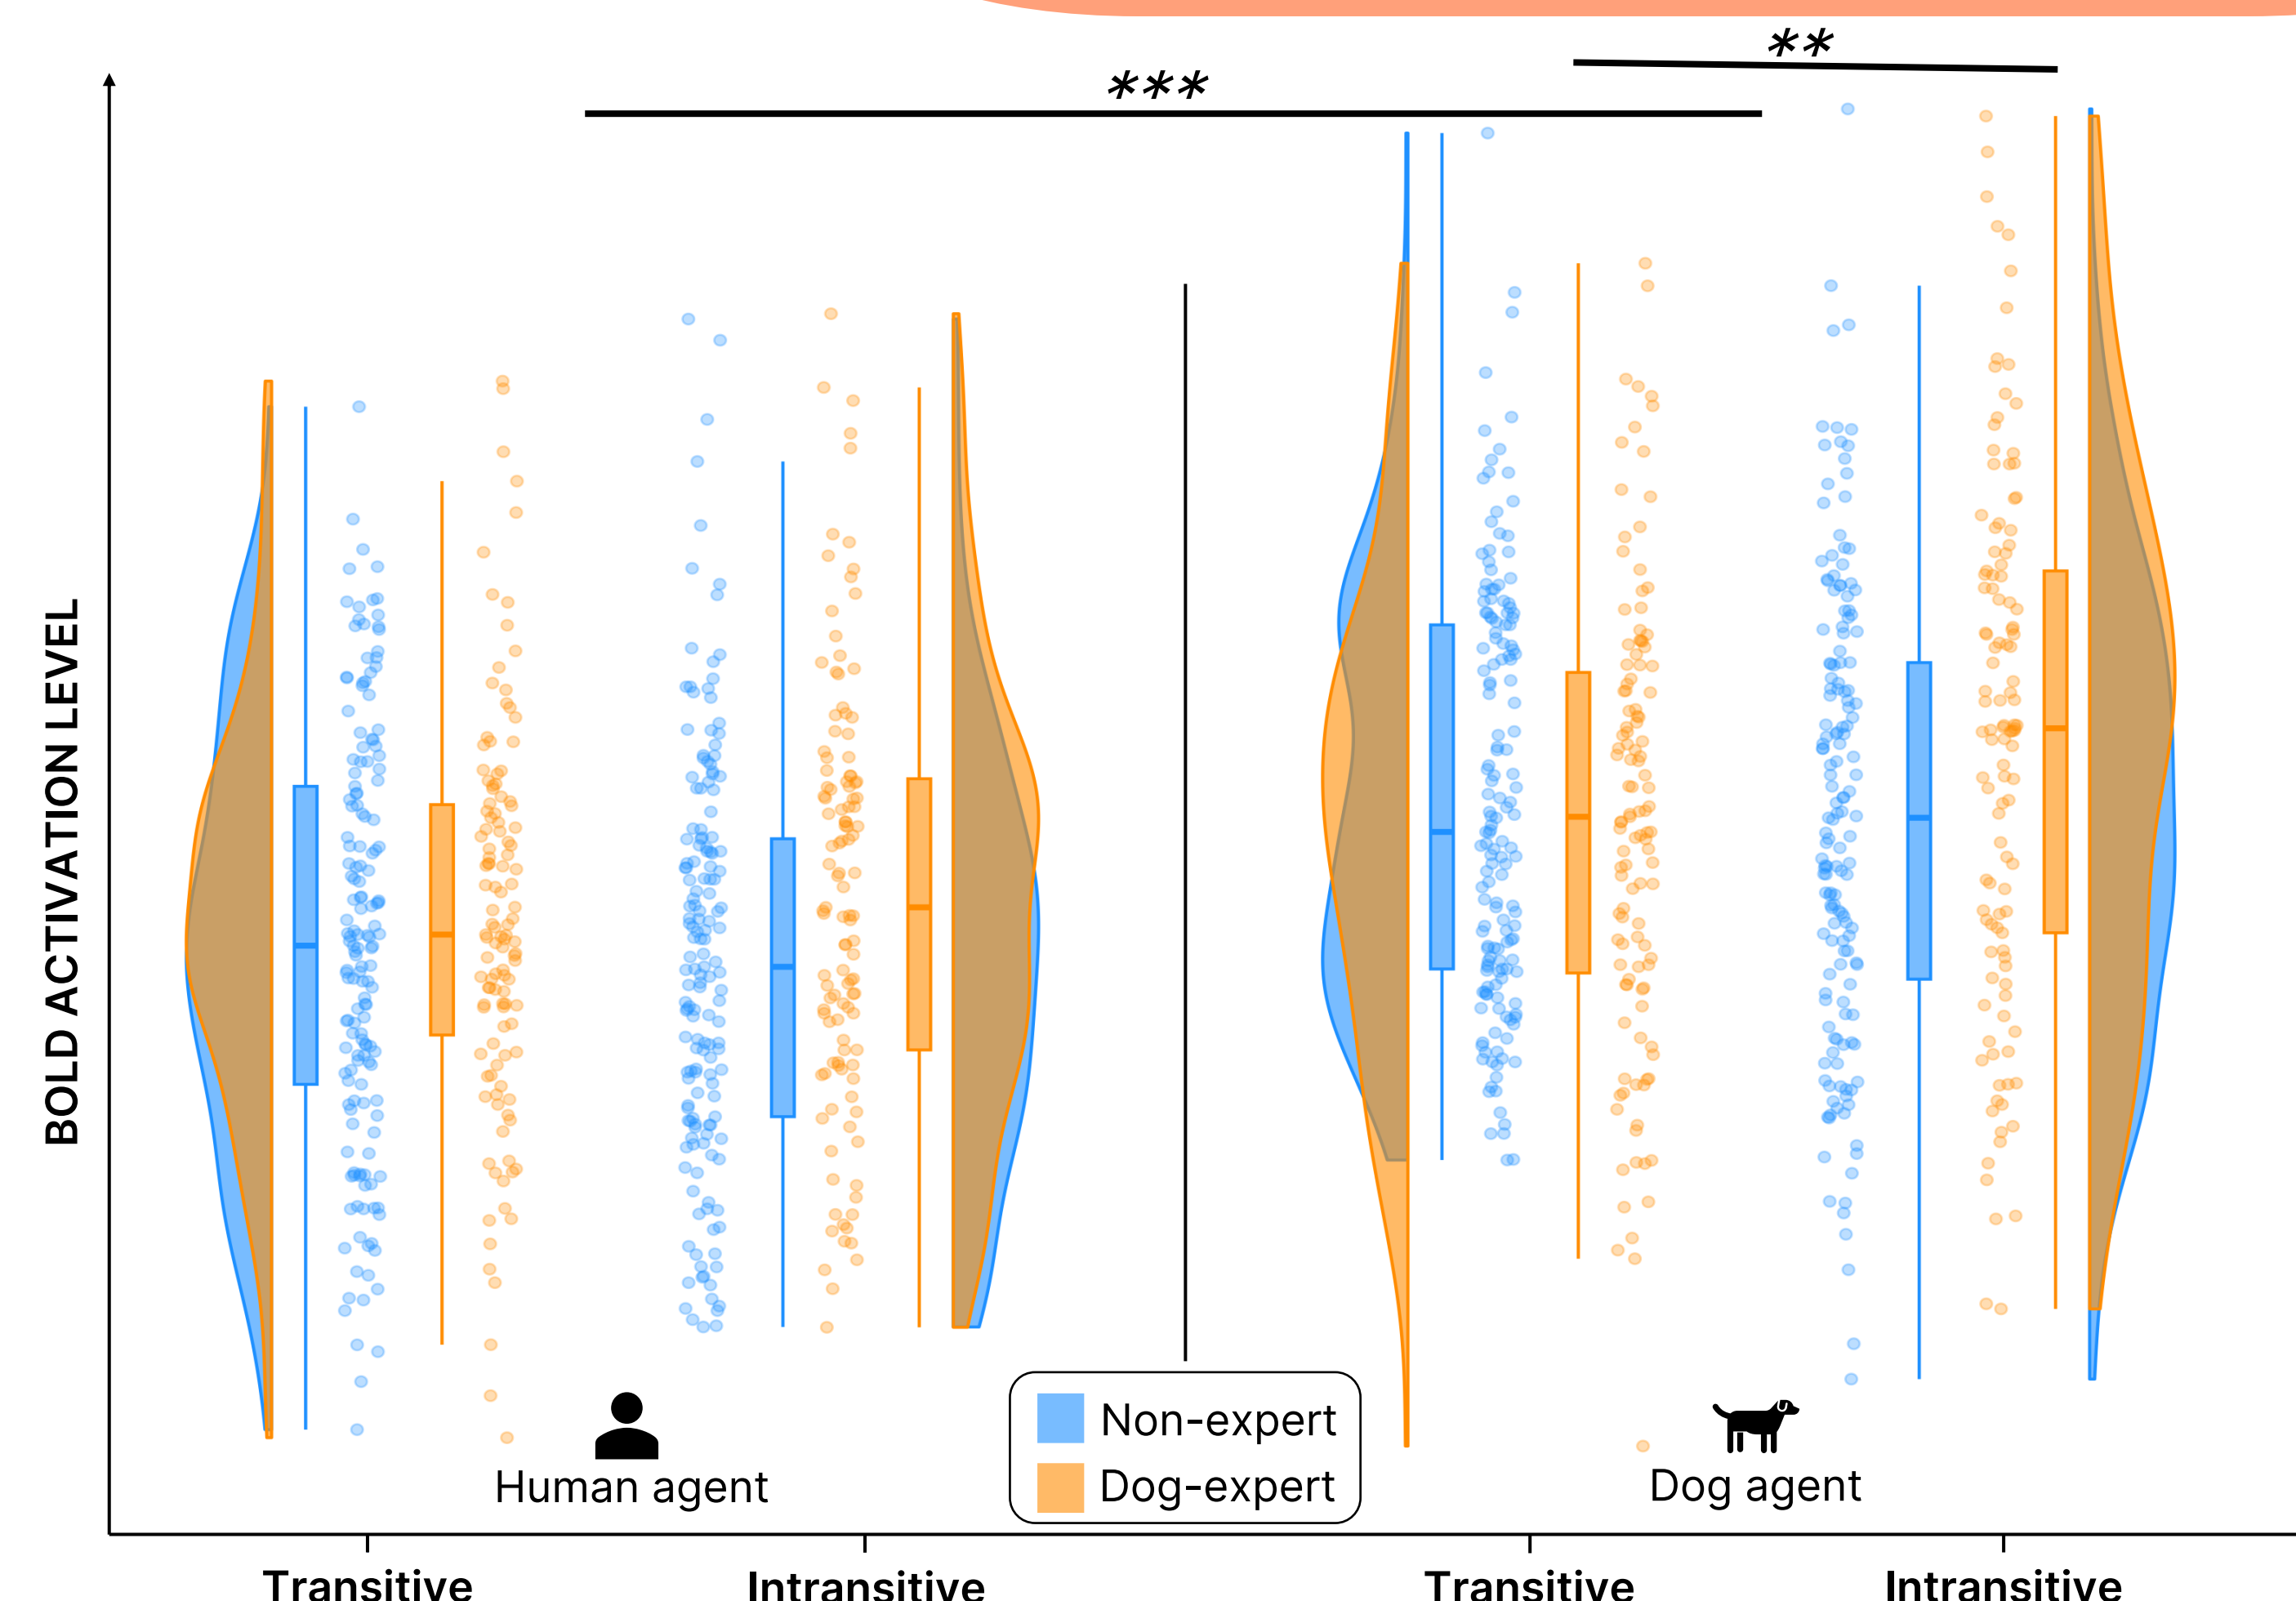 **
***
BOLD ACTIVATION LEVEL
Non-expert
Dog-expert
Human agent
Dog agent
Transitive
Intransitive
Transitive
Intransitive